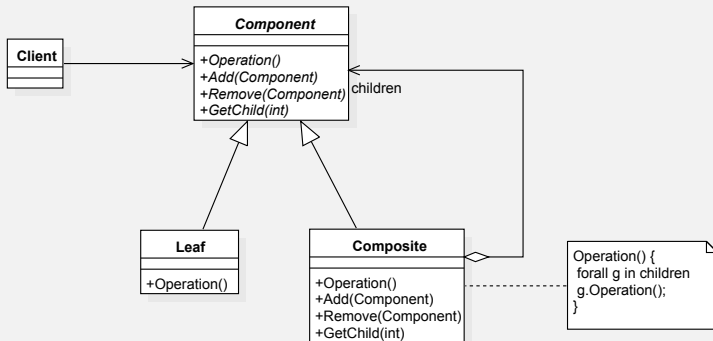 Component
+Operation()
+Add(Component)
+Remove(Component)
+GetChild(int)
Client
children
Leaf
+Operation()
Composite
+Operation()
+Add(Component)
+Remove(Component)
+GetChild(int)
Operation() {
forall g in children
g.Operation();
}